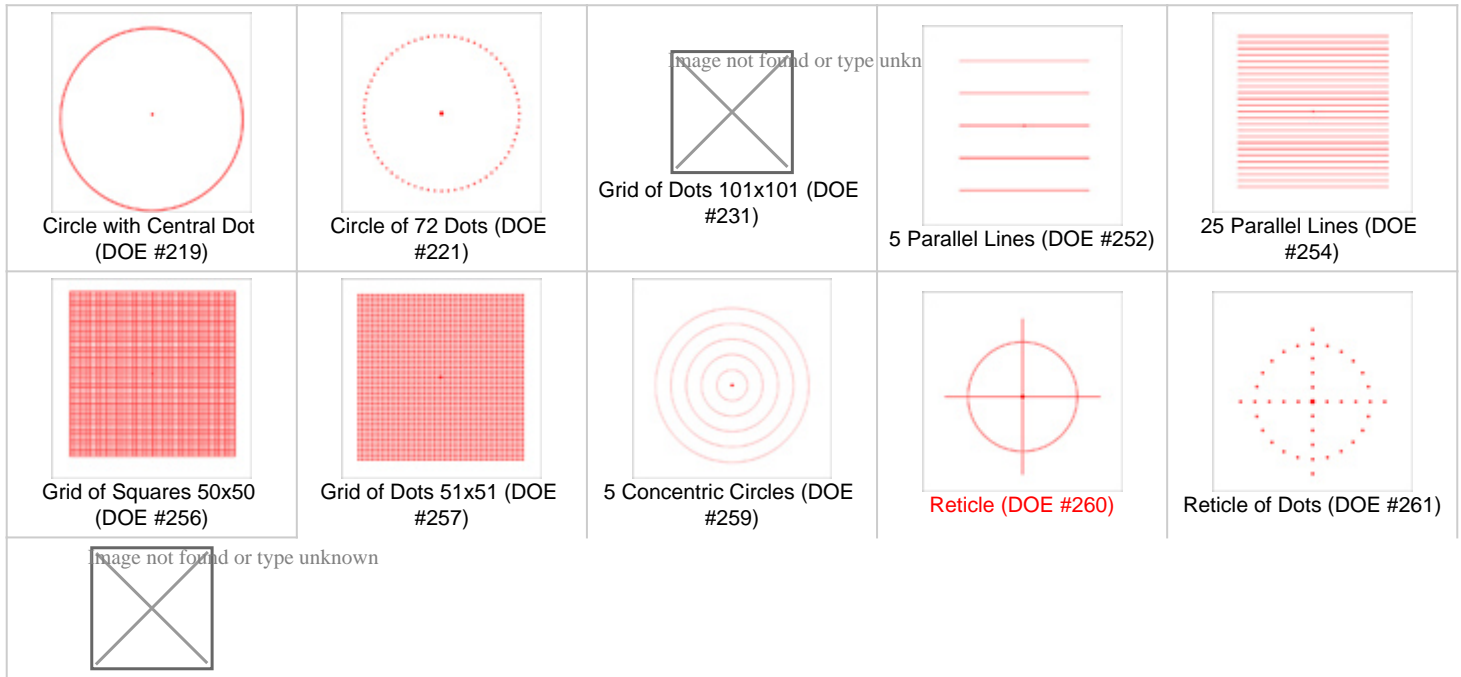 Circle with Central Dot
(DOE #219)
Circle of 72 Dots (DOE
#221)
Image not found or type unkn
Grid of Dots 101x101 (DOE
#231)
5 Parallel Lines (DOE #252)
25 Parallel Lines (DOE
#254)
Grid of Squares 50x50
(DOE #256)
Grid of Dots 51x51 (DOE
#257)
5 Concentric Circles (DOE
#259)
Reticle (DOE #260)
Reticle of Dots (DOE #261)
Image not found or type unknown